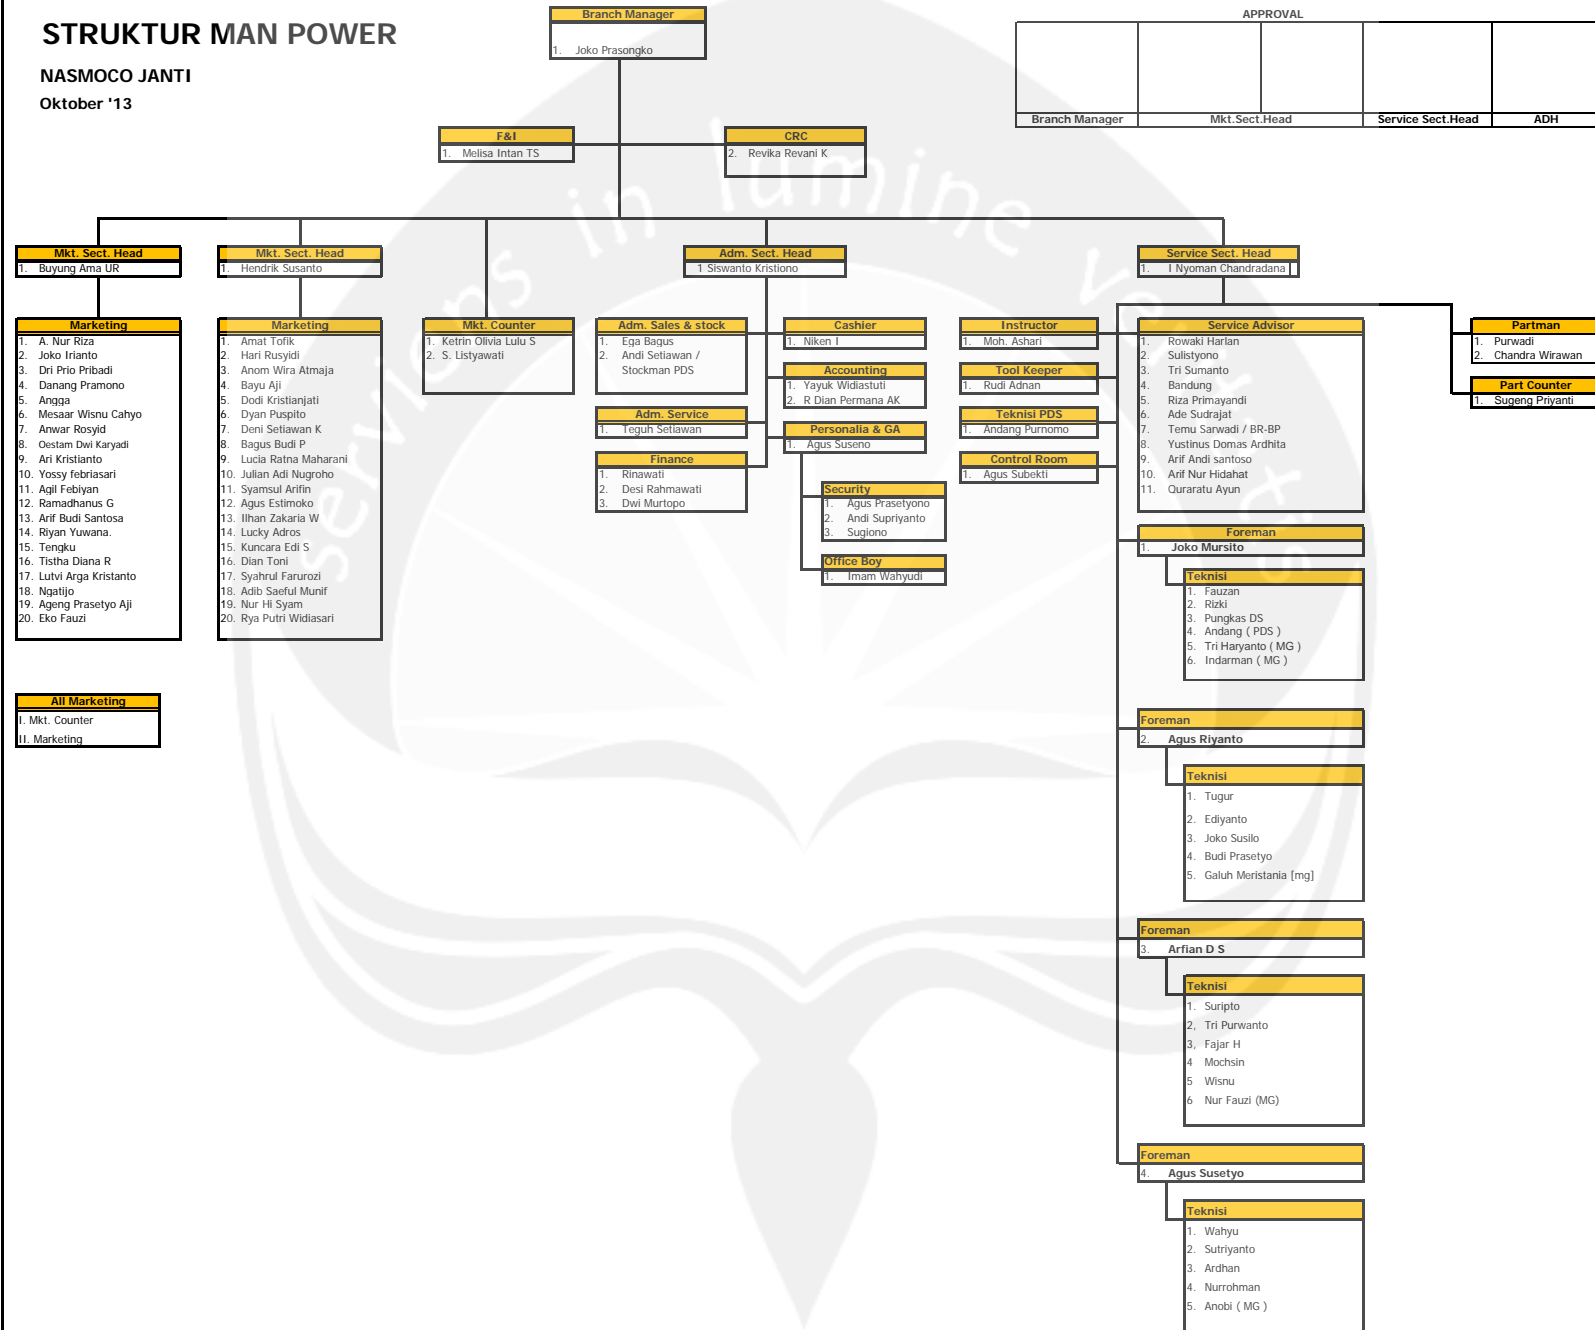 STRUKTUR MAN POWER
NASMOCO JANTI
Oktober '13
Branch Manager
1. Joko Prasongko
APPROVAL
Branch Manager Mkt.Sect.Head Service Sect.Head ADH
F&I
1. Melisa Intan TS
CRC
2. Revika Revani K
serviens in lumine veritatis
Mkt. Sect. Head
1. Buyung Ama UR
Mkt. Sect. Head
1. Hendrik Susanto
Adm. Sect. Head
1 Siswanto Kristiono
Service Sect. Head
1. I Nyoman Chandradana
Marketing
1. A. Nur Riza
2. Joko Irianto
3. Dri Prio Pribadi
4. Danang Pramono
5. Angga
6. Mesaar Wisnu Cahyo
7. Anwar Rosyid
8. Oestam Dwi Karyadi
9. Ari Kristianto
10. Yossy febriasari
11. Agil Febiyan
12. Ramadhanus G
13. Arif Budi Santosa
14. Riyan Yuwana.
15. Tengku
16. Tistha Diana R
17. Lutvi Arga Kristanto
18. Ngatijo
19. Ageng Prasetyo Aji
20. Eko Fauzi
Marketing
1. Amat Tofik
2. Hari Rusyidi
3. Anom Wira Atmaja
4. Bayu Aji
5. Dodi Kristianjati
6. Dyan Puspito
7. Deni Setiawan K
8. Bagus Budi P
9. Lucia Ratna Maharani
10. Julian Adi Nugroho
11. Syamsul Arifin
12. Agus Estimoko
13. Ilhan Zakaria W
14. Lucky Adros
15. Kuncara Edi S
16. Dian Toni
17. Syahrul Farurozi
18. Adib Saeful Munif
19. Nur Hi Syam
20. Rya Putri Widiasari
Mkt. Counter
1. Ketrin Olivia Lulu S
2. S. Listyawati
Adm. Sales & stock
1. Ega Bagus
2. Andi Setiawan /
Stockman PDS
Adm. Service
1. Teguh Setiawan
Finance
1. Rinawati
2. Desi Rahmawati
3. Dwi Murtopo
Cashier
1. Niken I
Accounting
1. Yayuk Widiastuti
2. R Dian Permana AK
Personalia & GA
1. Agus Suseno
Security
1. Agus Prasetyono
2. Andi Supriyanto
3. Sugiono
Office Boy
1. Imam Wahyudi
Instructor
1. Moh. Ashari
Tool Keeper
1. Rudi Adnan
Teknisi PDS
1. Andang Purnomo
Control Room
1. Agus Subekti
Service Advisor
1. Rowaki Harlan
2. Sulistyono
3. Tri Sumanto
4. Bandung
5. Riza Primayandi
6. Ade Sudrajat
7. Temu Sarwadi / BR-BP
8. Yustinus Domas Ardhita
9. Arif Andi santoso
10. Arif Nur Hidahat
11. Quraratu Ayun
Partman
1. Purwadi
2. Chandra Wirawan
Part Counter
1. Sugeng Priyanti
Foreman
1. Joko Mursito
Teknisi
1. Fauzan
2. Rizki
3. Pungkas DS
4. Andang ( PDS )
5. Tri Haryanto ( MG )
6. Indarman ( MG )
All Marketing
I. Mkt. Counter
II. Marketing
Foreman
2. Agus Riyanto
Teknisi
1. Tugur
2. Ediyanto
3. Joko Susilo
4. Budi Prasetyo
5. Galuh Meristania [mg]
Foreman
3. Arfian D S
Teknisi
1. Suripto
2, Tri Purwanto
3, Fajar H
4 Mochsin
5 Wisnu
6 Nur Fauzi (MG)
Foreman
4. Agus Susetyo
Teknisi
1. Wahyu
2. Sutriyanto
3. Ardhan
4. Nurrohman
5. Anobi ( MG )